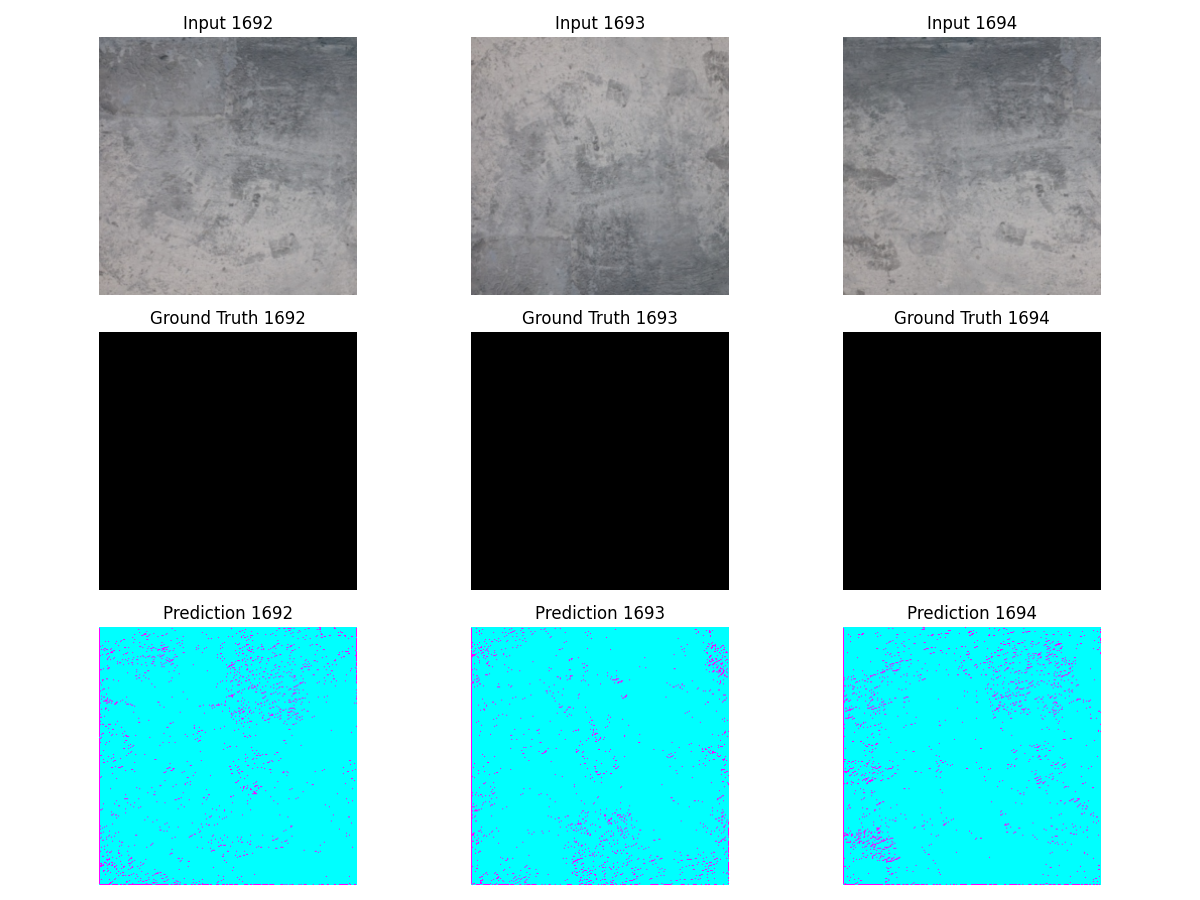 Input 1692
Input 1693
Input 1694
Ground Truth 1692
Ground Truth 1693
Ground Truth 1694
Prediction 1692
Prediction 1693
Prediction 1694